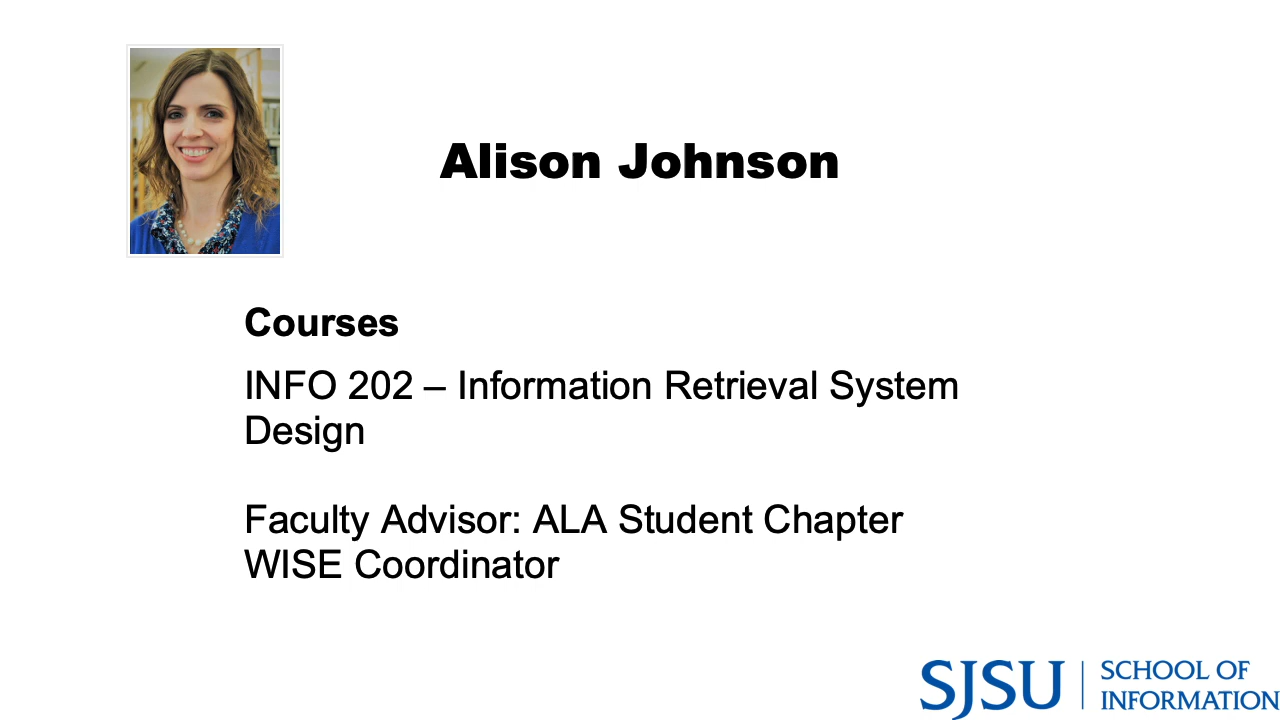 Alison Johnson
Courses
INFO 202 – Information Retrieval System
Design
Faculty Advisor: ALA Student Chapter
WISE Coordinator
SJSU SCHOOL OF
INFORMATION